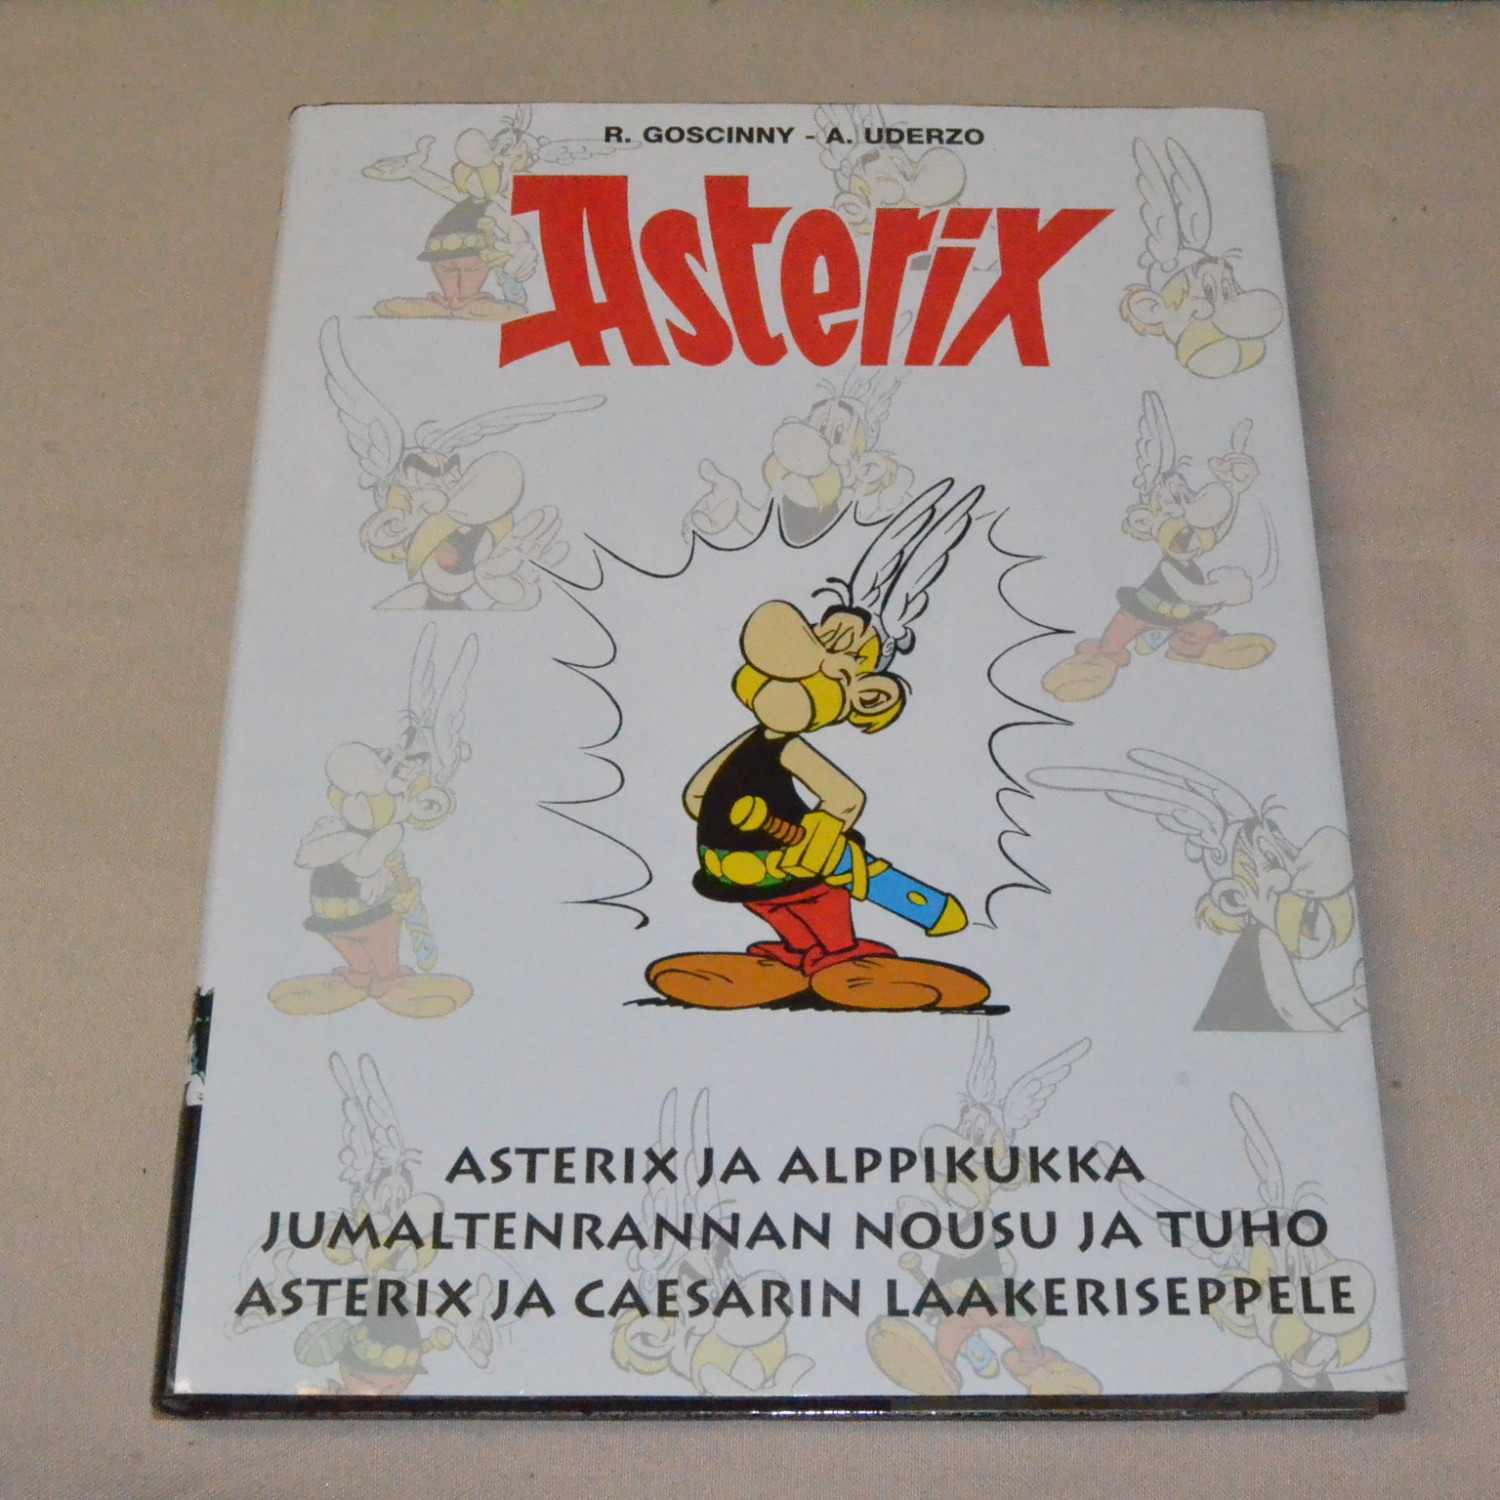 R. GOSCINNY - A. UDERZO
Asterix
ASTERIX JA ALPPIKUKKA
JUMALTENRANNAN NOUSU JA TUHO
ASTERIX JA CAESARIN LAAKERISEPPELE